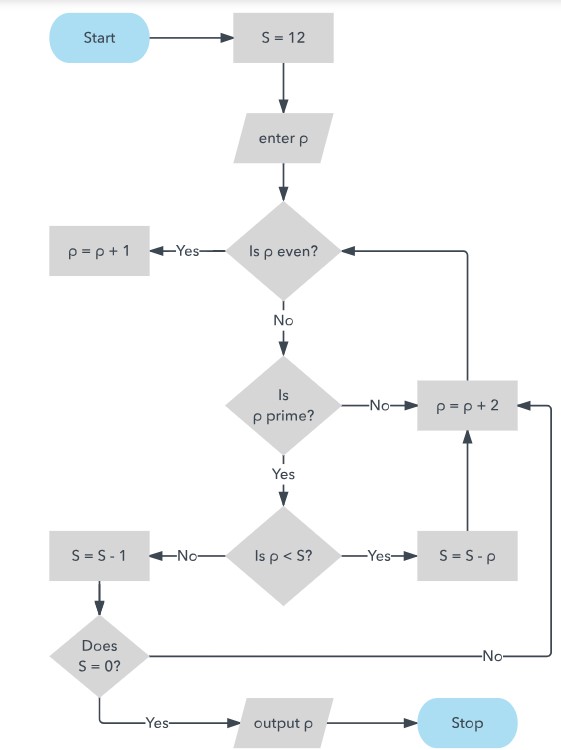 Start
S = 12
enter ρ
ρ = ρ + 1
Yes
Is ρ even?
No
Is
ρ prime?
No
ρ = ρ + 2
Yes
S = S - 1
No
Is ρ < S?
Yes
S = S - ρ
Does
S = 0?
No
Yes
output ρ
Stop